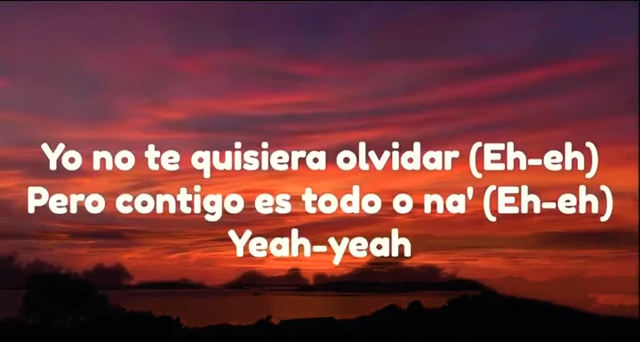 Yo no te quisiera olvidar (Eh-eh)
Pero contigo es todo o na' (Eh-eh)
Yeah-yeah